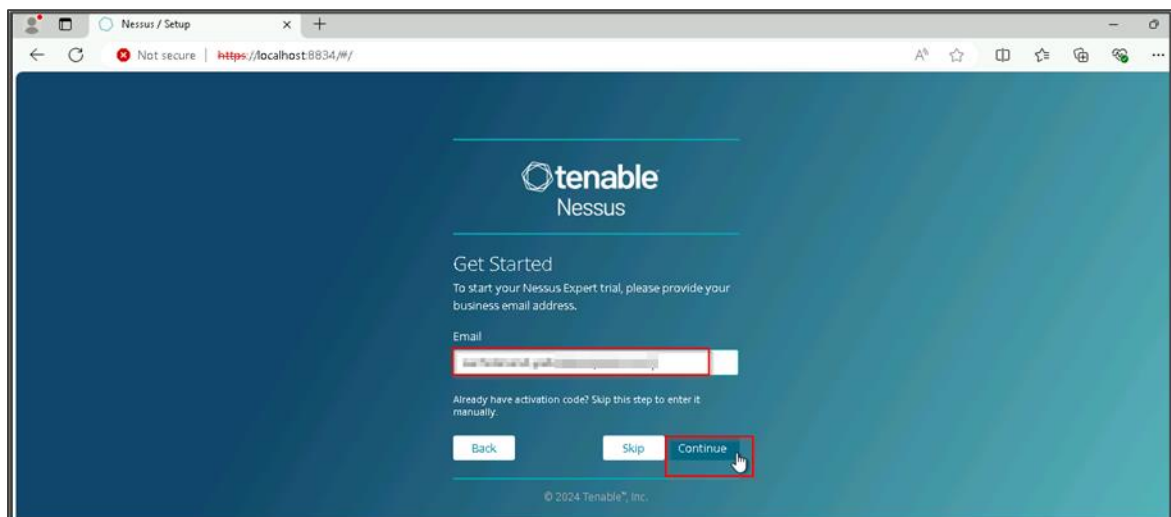 Nessus / Setup
Not secure | https://localhost:8834/#/
tenable
Nessus
Get Started
To start your Nessus Expert trial, please provide your
business email address.
Email
Already have activation code? Skip this step to enter it
manually.
Back Skip Continue
© 2024 Tenable™, Inc.